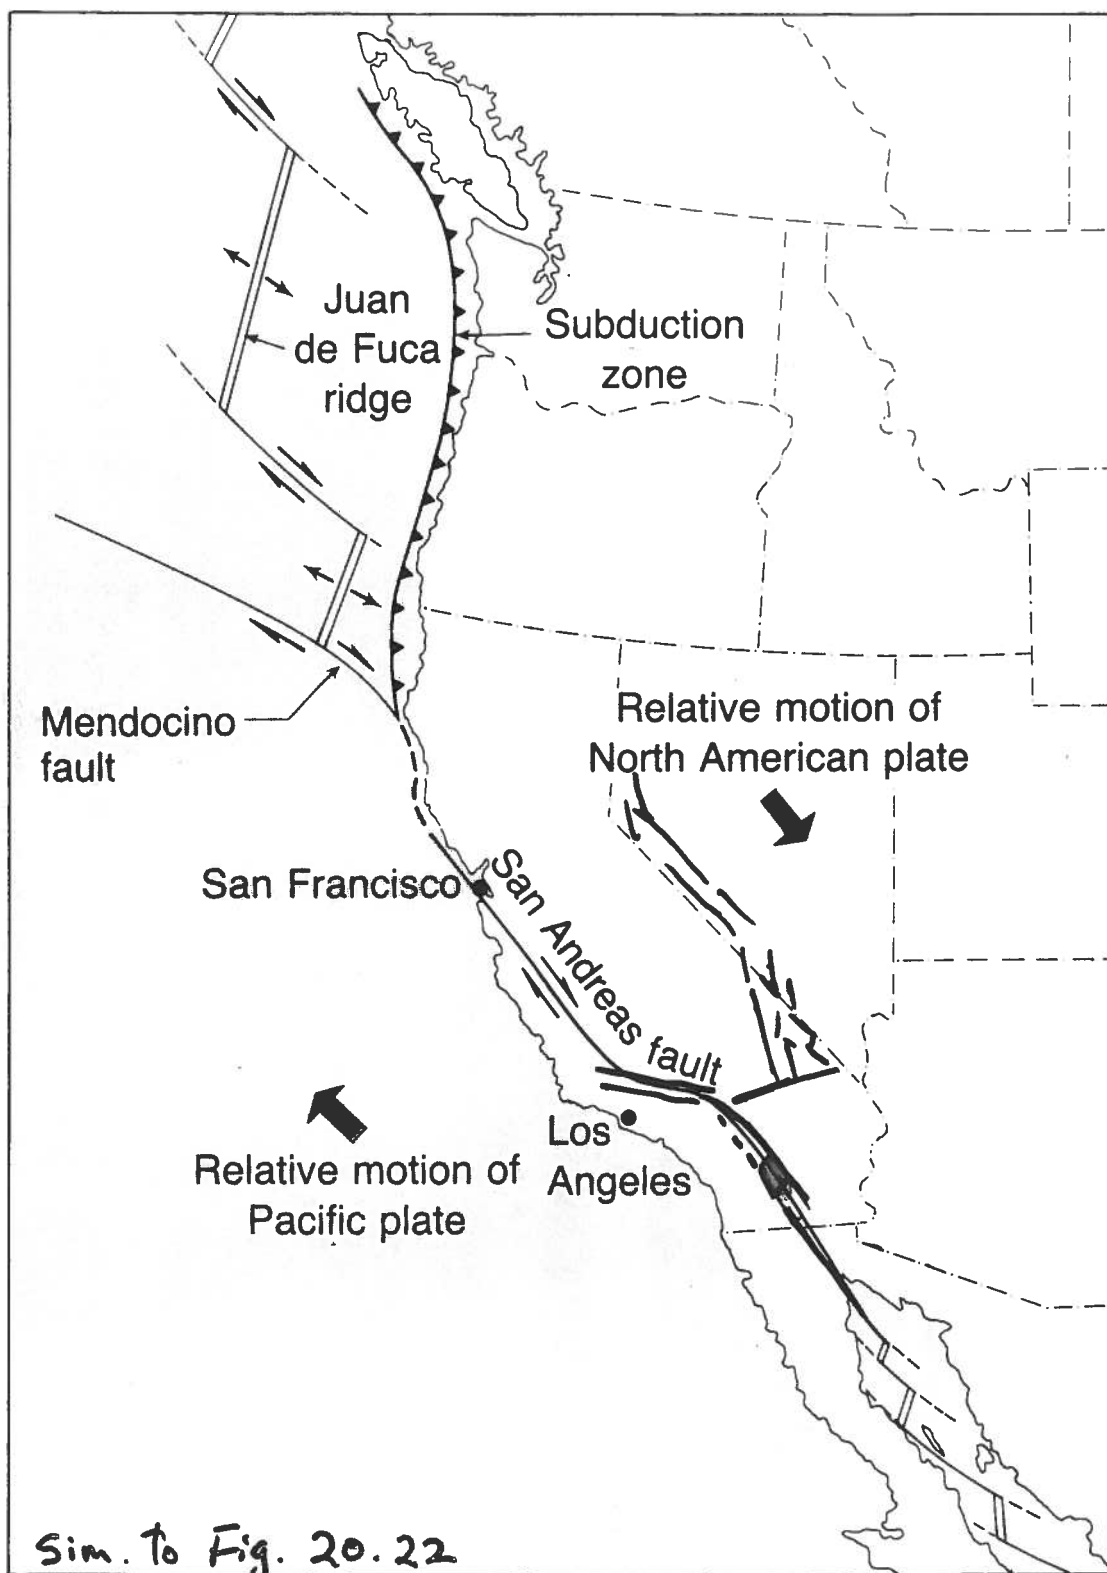 Juan
de Fuca
ridge
Subduction
zone
Mendocino
fault
Relative motion of
North American plate
San Francisco
San Andreas fault
Los
Angeles
Relative motion of
Pacific plate
Sim. to Fig. 20.22